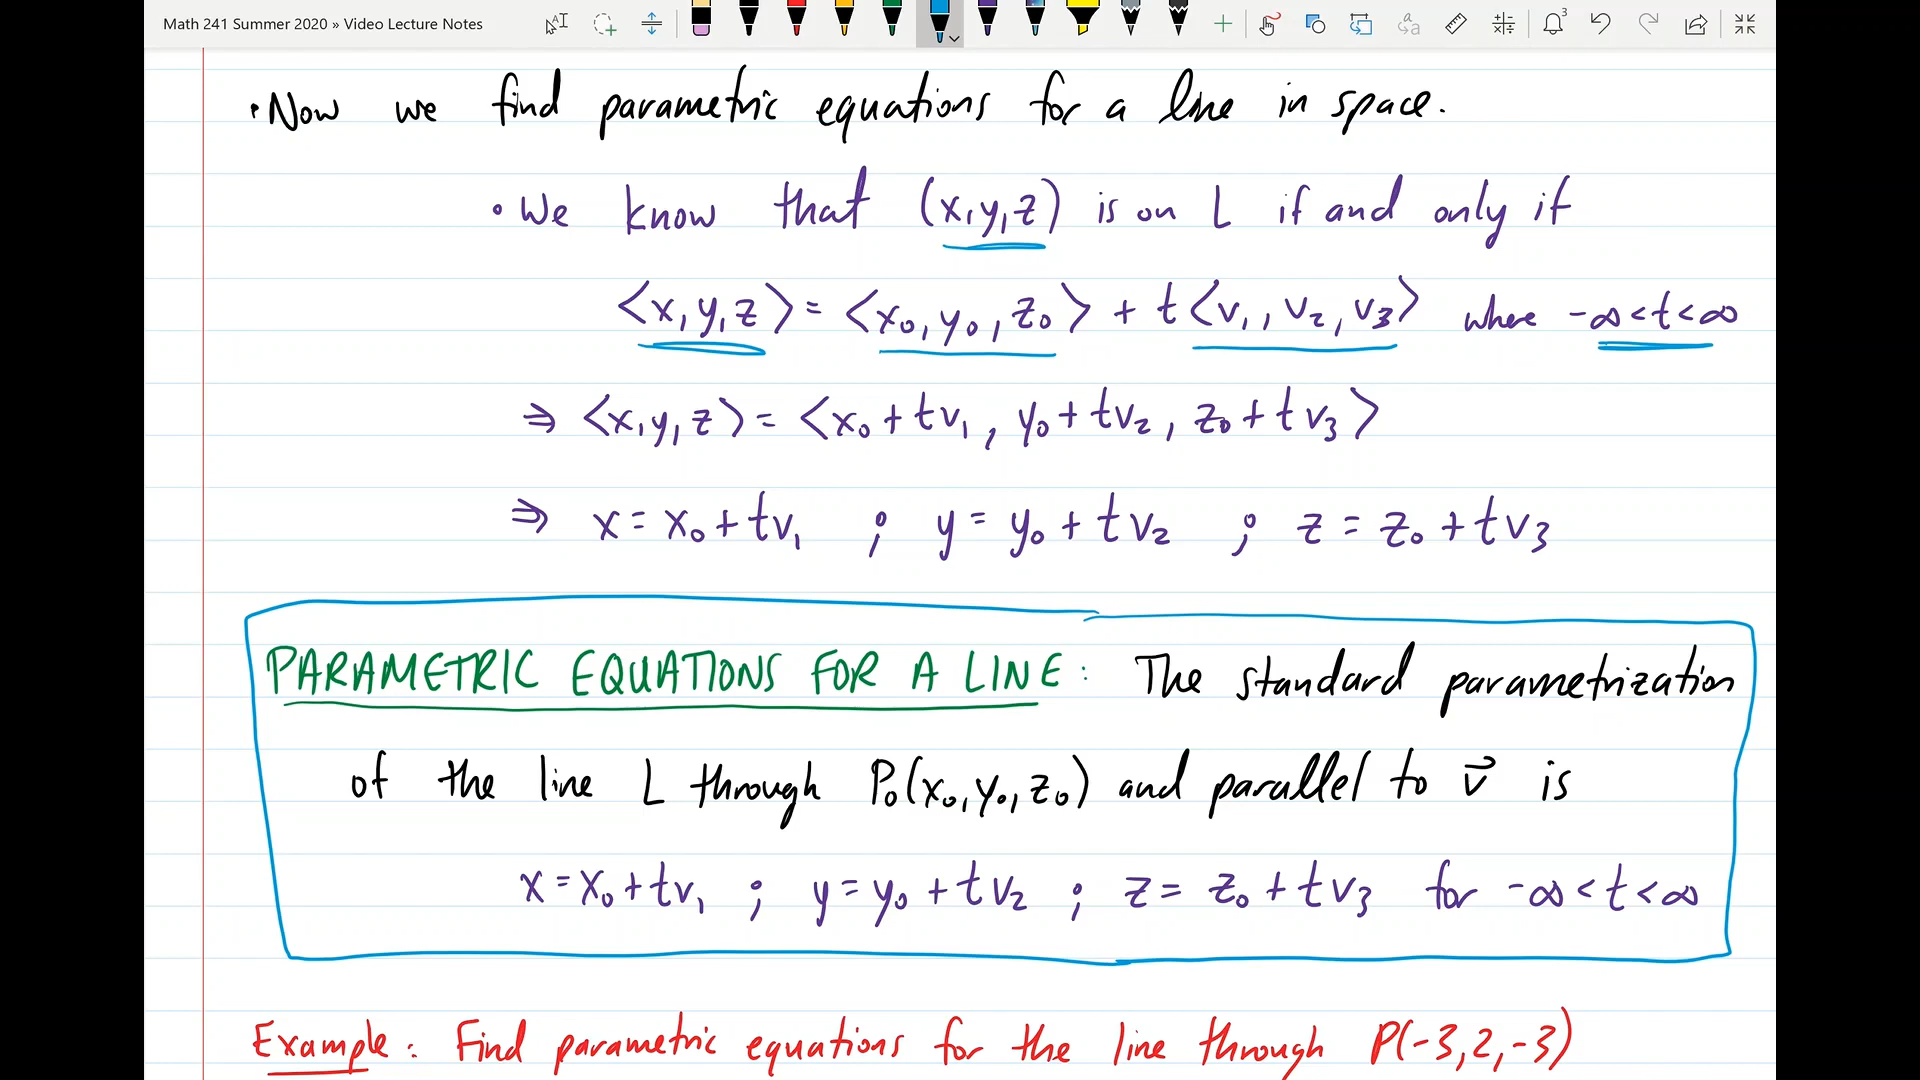 Math 241 Summer 2020 » Video Lecture Notes
• Now we find parametric equations for a line in space.
• We know that (x,y,z) is on L if and only if
<x,y,z> = <x₀,y₀,z₀> + t<v₁,v₂,v₃> where -∞<t<∞
⇒ <x,y,z> = <x₀+tv₁, y₀+tv₂, z₀+tv₃>
⇒ x = x₀+tv₁ ; y = y₀+tv₂ ; z = z₀+tv₃
PARAMETRIC EQUATIONS FOR A LINE: The standard parametrization
of the line L through P₀(x₀,y₀,z₀) and parallel to v⃗ is
x = x₀+tv₁ ; y = y₀+tv₂ ; z = z₀+tv₃ for -∞<t<∞
Example: Find parametric equations for the line through P(-3,2,-3)